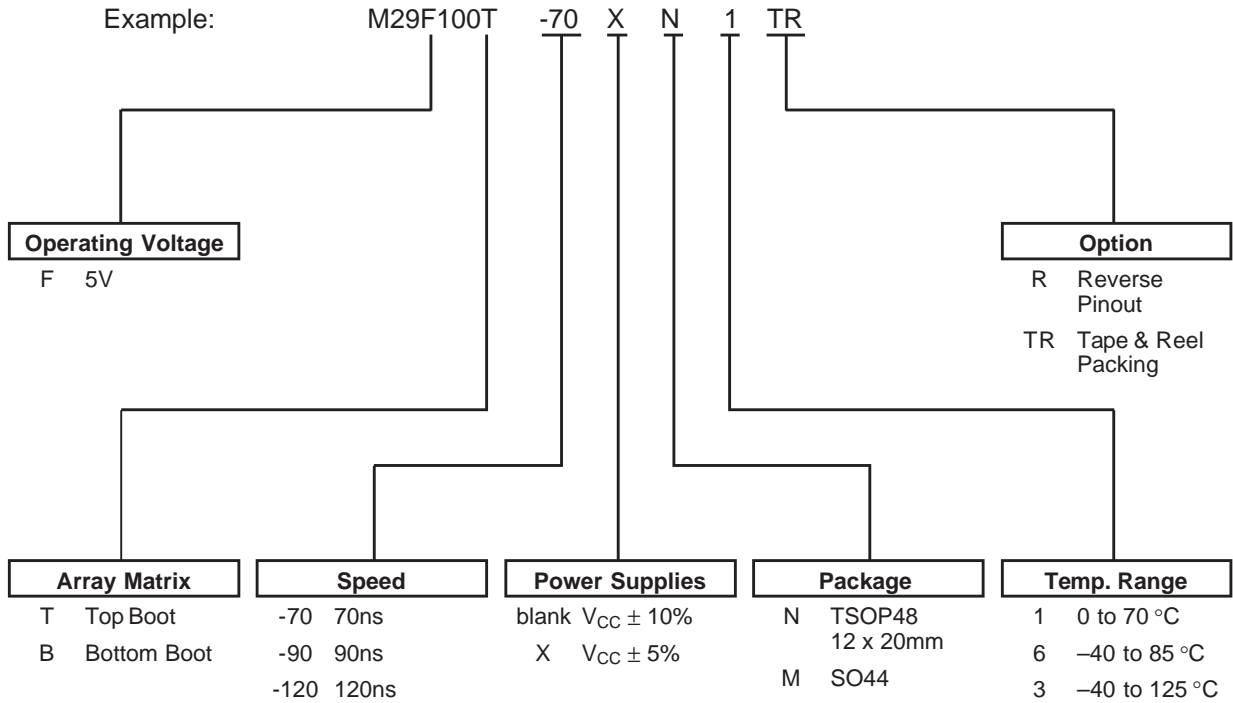 Example: M29F100T -70 X N 1 TR
Operating Voltage
F 5V
Option
R Reverse
Pinout
TR Tape & Reel
Packing
Array Matrix
T Top Boot
B Bottom Boot
Speed
-70 70ns
-90 90ns
-120 120ns
Power Supplies
blank VCC ± 10%
X VCC ± 5%
Package
N TSOP48
12 x 20mm
M SO44
Temp. Range
1 0 to 70 °C
6 –40 to 85 °C
3 –40 to 125 °C